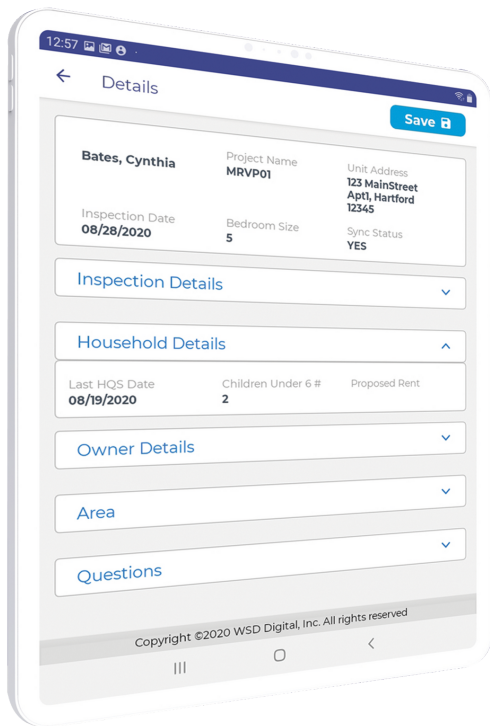 12:57
Details
Save
Bates, Cynthia
Project Name
MRVP01
Unit Address
123 MainStreet
Apt1, Hartford
12345
Inspection Date
08/28/2020
Bedroom Size
5
Sync Status
YES
Inspection Details
Household Details
Last HQS Date
08/19/2020
Children Under 6 #
2
Proposed Rent
Owner Details
Area
Questions
Copyright ©2020 WSD Digital, Inc. All rights reserved